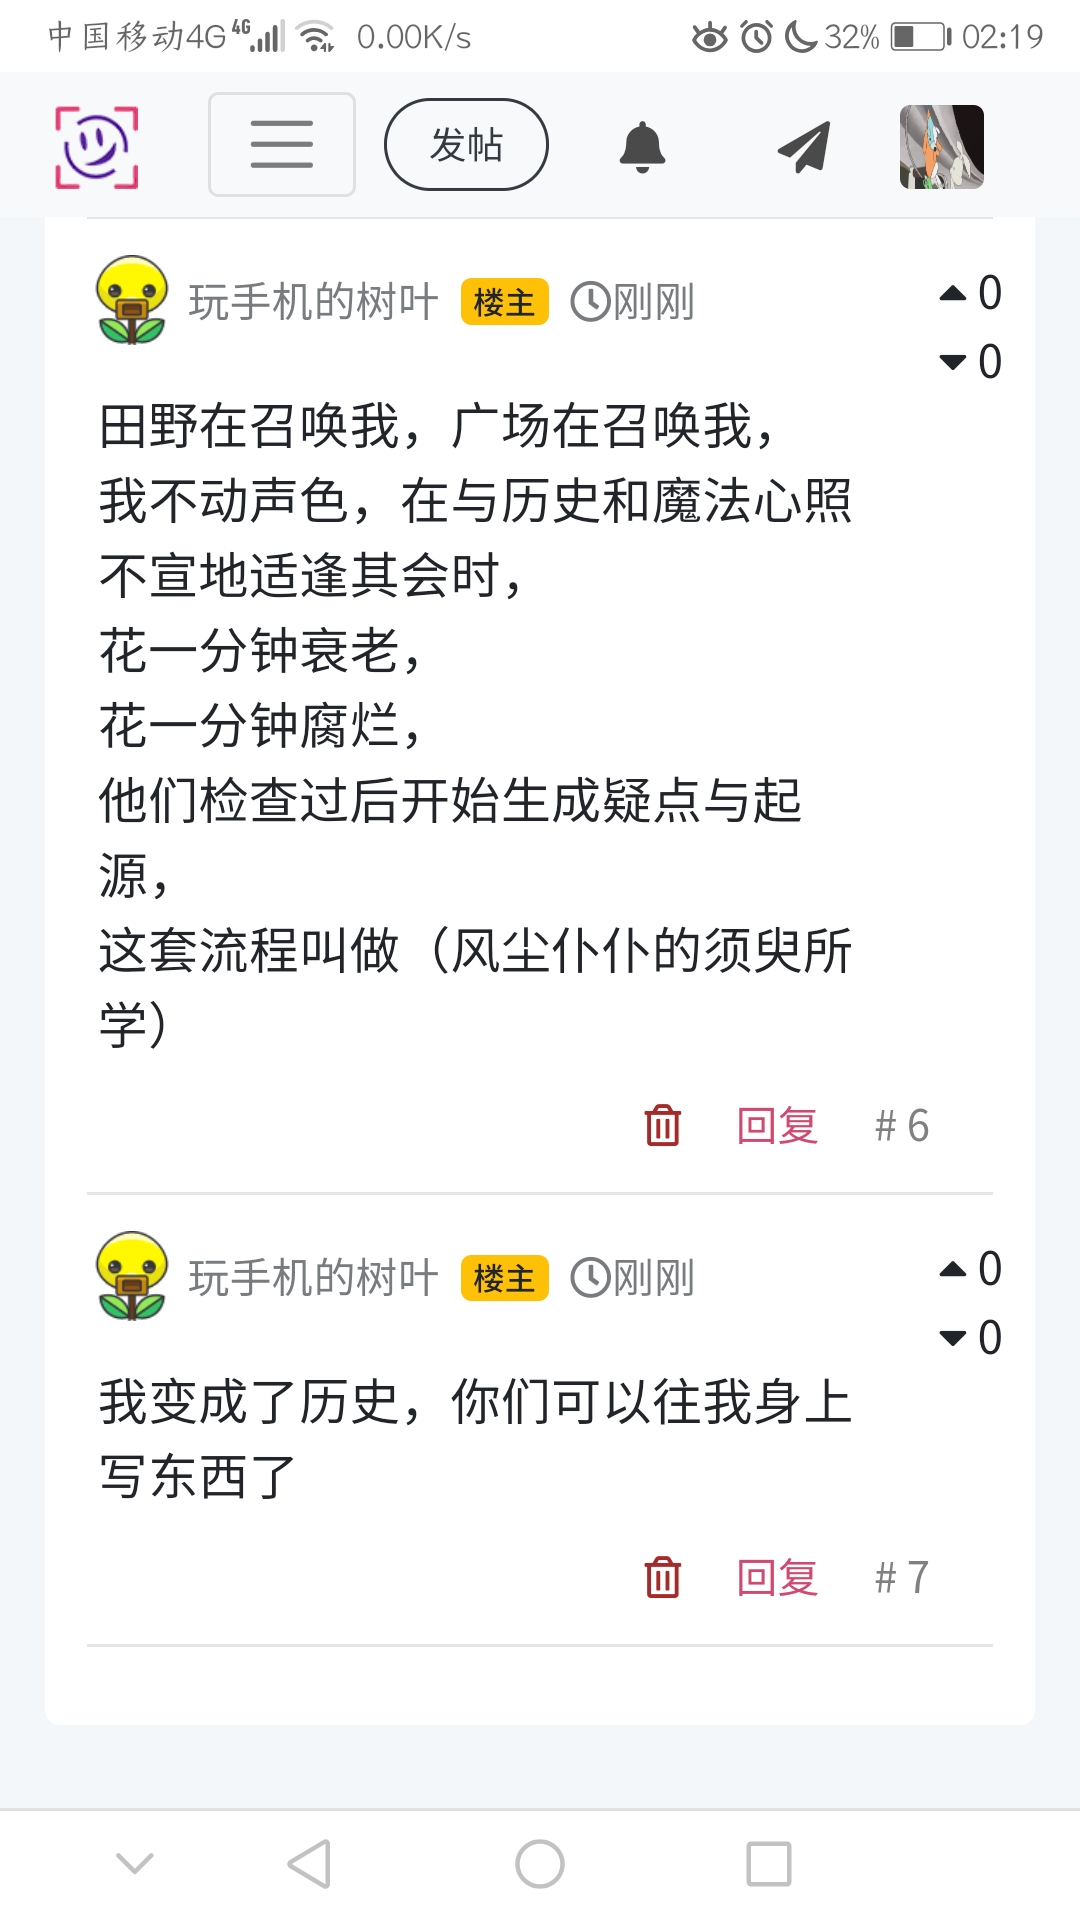 中国移动4G 4G 0.00K/s 32% 02:19
发帖
玩手机的树叶 楼主 刚刚 0
0
田野在召唤我，广场在召唤我，
我不动声色，在与历史和魔法心照
不宣地适逢其会时，
花一分钟衰老，
花一分钟腐烂，
他们检查过后开始生成疑点与起
源，
这套流程叫做（风尘仆仆的须臾所
学）
回复 # 6
玩手机的树叶 楼主 刚刚 0
0
我变成了历史，你们可以往我身上
写东西了
回复 # 7